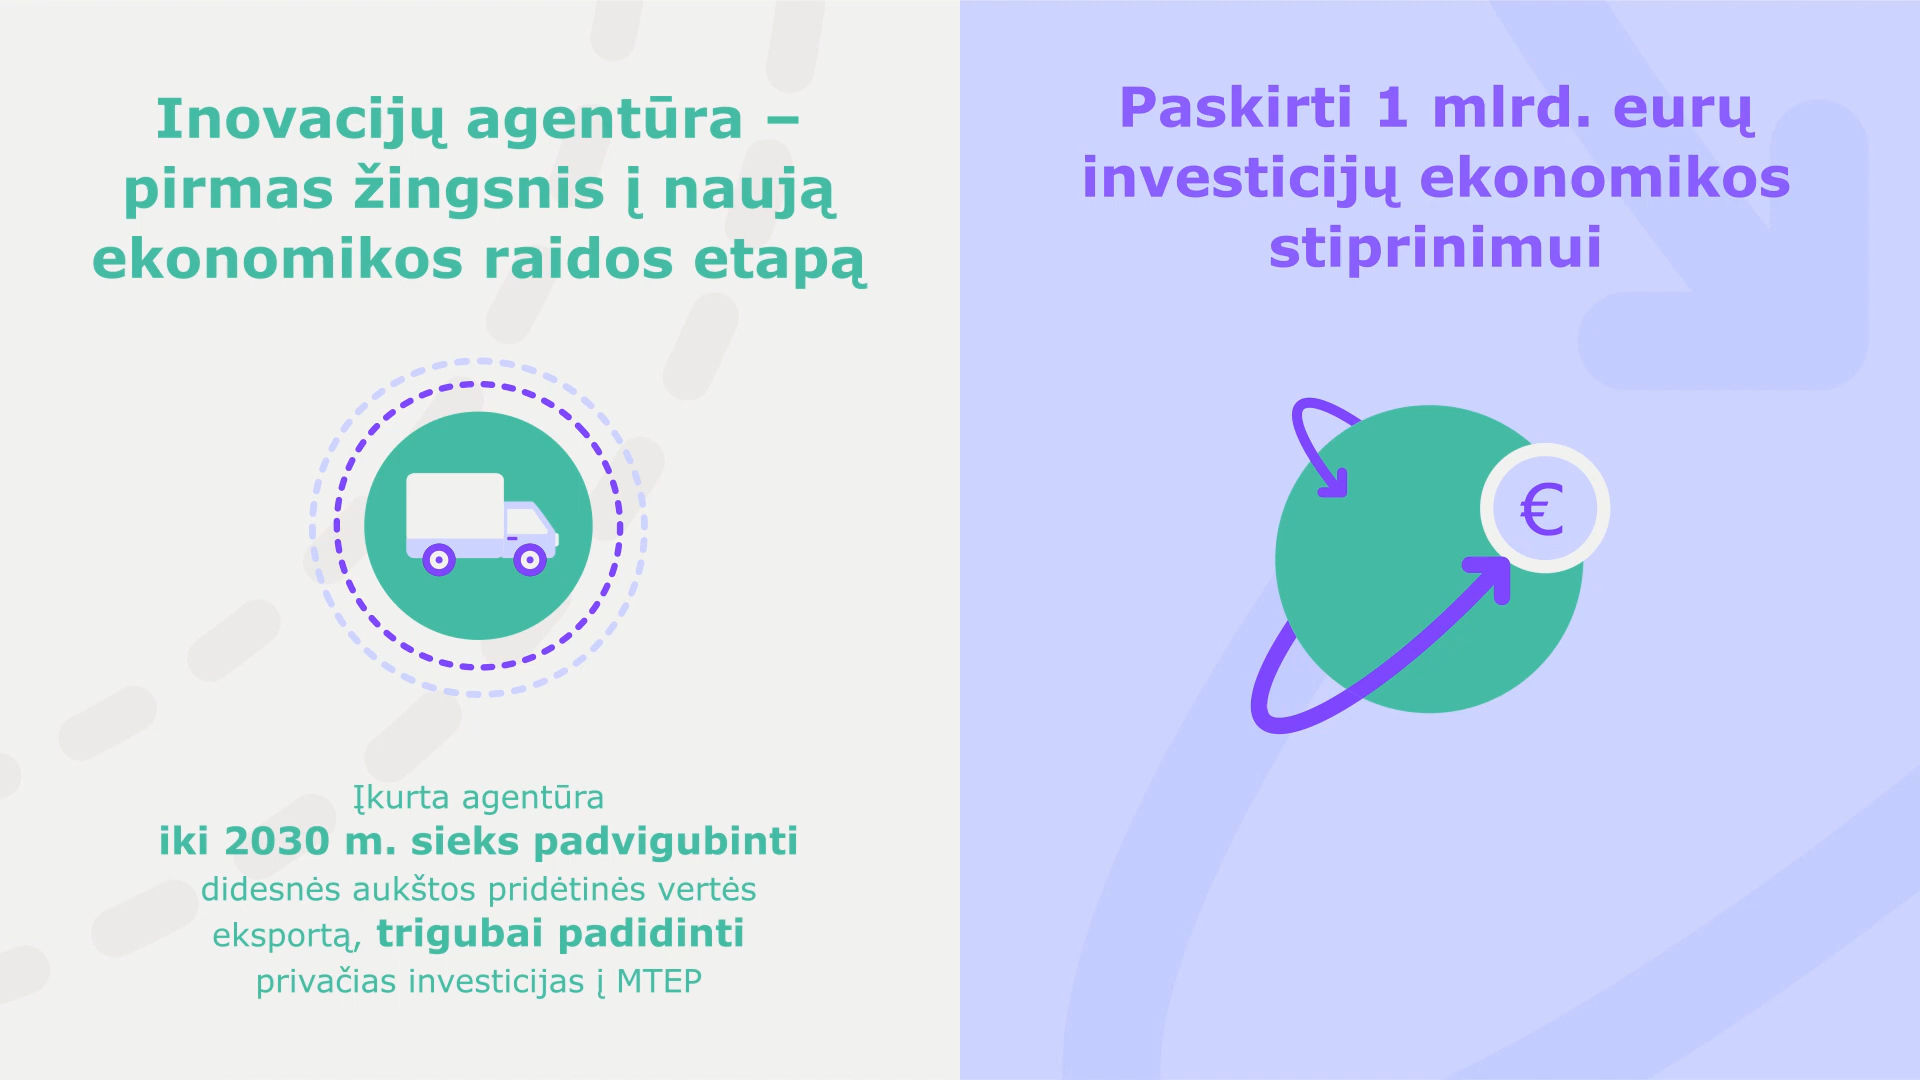 Inovacijų agentūra –
pirmas žingsnis į naują
ekonomikos raidos etapą
Įkurta agentūra
iki 2030 m. sieks padvigubinti
didesnės aukštos pridėtinės vertės
eksportą, trigubai padidinti
privačias investicijas į MTEP
Paskirti 1 mlrd. eurų
investicijų ekonomikos
stiprinimui
€